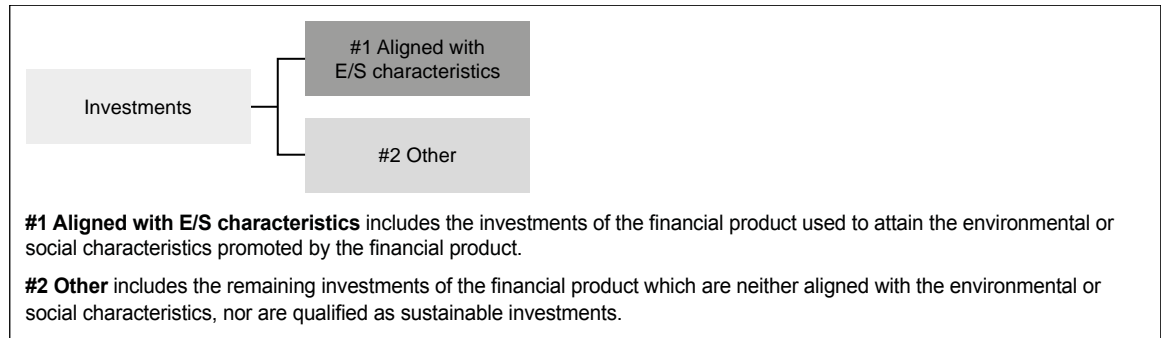 #1 Aligned with
E/S characteristics
Investments
#2 Other
#1 Aligned with E/S characteristics includes the investments of the financial product used to attain the environmental or
social characteristics promoted by the financial product.
#2 Other includes the remaining investments of the financial product which are neither aligned with the environmental or
social characteristics, nor are qualified as sustainable investments.